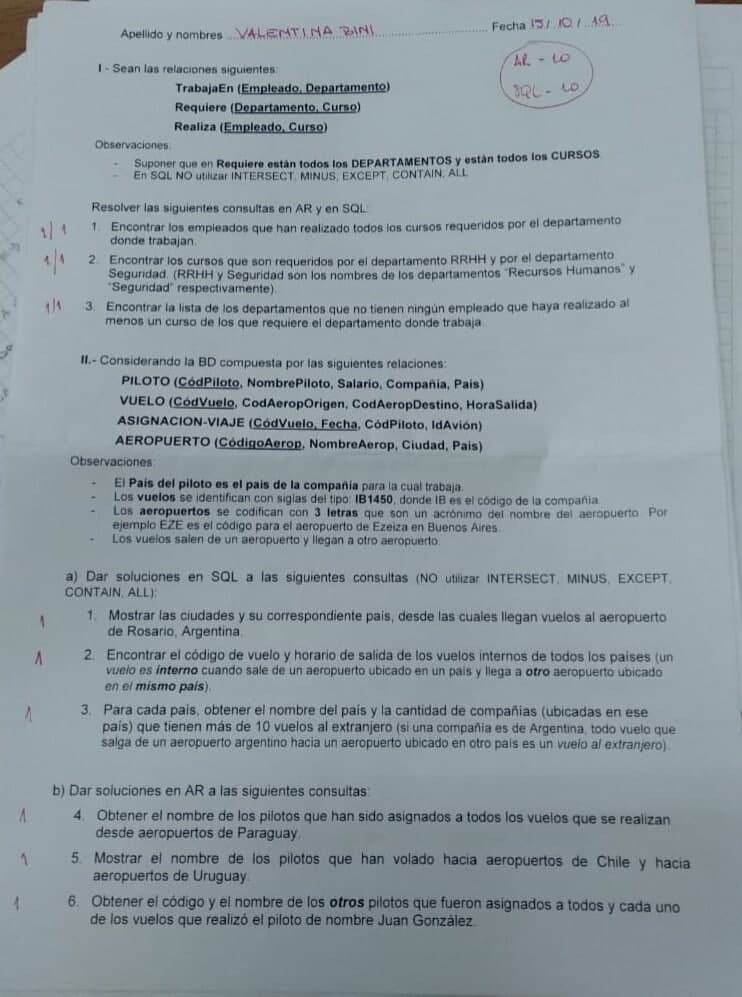 Apellido y nombres VALENTINA BINI Fecha 15/10/19
AR - 10
SQL - 10
I - Sean las relaciones siguientes:
TrabajaEn (Empleado, Departamento)
Requiere (Departamento, Curso)
Realiza (Empleado, Curso)
Observaciones:
- Suponer que en Requiere están todos los DEPARTAMENTOS y están todos los CURSOS.
- En SQL NO utilizar INTERSECT, MINUS, EXCEPT, CONTAIN, ALL
Resolver las siguientes consultas en AR y en SQL:
1/1 1. Encontrar los empleados que han realizado todos los cursos requeridos por el departamento
donde trabajan.
1/1 2. Encontrar los cursos que son requeridos por el departamento RRHH y por el departamento
Seguridad. (RRHH y Seguridad son los nombres de los departamentos "Recursos Humanos" y
"Seguridad" respectivamente).
1/1 3. Encontrar la lista de los departamentos que no tienen ningún empleado que haya realizado al
menos un curso de los que requiere el departamento donde trabaja.
II.- Considerando la BD compuesta por las siguientes relaciones:
PILOTO (CódPiloto, NombrePiloto, Salario, Compañia, Pais)
VUELO (CódVuelo, CodAeropOrigen, CodAeropDestino, HoraSalida)
ASIGNACION-VIAJE (CódVuelo, Fecha, CódPiloto, IdAvión)
AEROPUERTO (CódigoAerop, NombreAerop, Ciudad, Pais)
Observaciones:
- El Pais del piloto es el pais de la compañía para la cual trabaja.
- Los vuelos se identifican con siglas del tipo: IB1450, donde IB es el código de la compañia.
- Los aeropuertos se codifican con 3 letras que son un acrónimo del nombre del aeropuerto. Por
ejemplo EZE es el código para el aeropuerto de Ezeiza en Buenos Aires.
- Los vuelos salen de un aeropuerto y llegan a otro aeropuerto.
a) Dar soluciones en SQL a las siguientes consultas (NO utilizar INTERSECT, MINUS, EXCEPT,
CONTAIN, ALL):
1 1. Mostrar las ciudades y su correspondiente país, desde las cuales llegan vuelos al aeropuerto
de Rosario, Argentina.
1 2. Encontrar el código de vuelo y horario de salida de los vuelos internos de todos los países (un
vuelo es interno cuando sale de un aeropuerto ubicado en un país y llega a otro aeropuerto ubicado
en el mismo país).
1 3. Para cada país, obtener el nombre del país y la cantidad de compañías (ubicadas en ese
país) que tienen más de 10 vuelos al extranjero (si una compañía es de Argentina, todo vuelo que
salga de un aeropuerto argentino hacia un aeropuerto ubicado en otro país es un vuelo al extranjero).
b) Dar soluciones en AR a las siguientes consultas:
1 4. Obtener el nombre de los pilotos que han sido asignados a todos los vuelos que se realizan
desde aeropuertos de Paraguay.
1 5. Mostrar el nombre de los pilotos que han volado hacia aeropuertos de Chile y hacia
aeropuertos de Uruguay.
1 6. Obtener el código y el nombre de los otros pilotos que fueron asignados a todos y cada uno
de los vuelos que realizó el piloto de nombre Juan González.